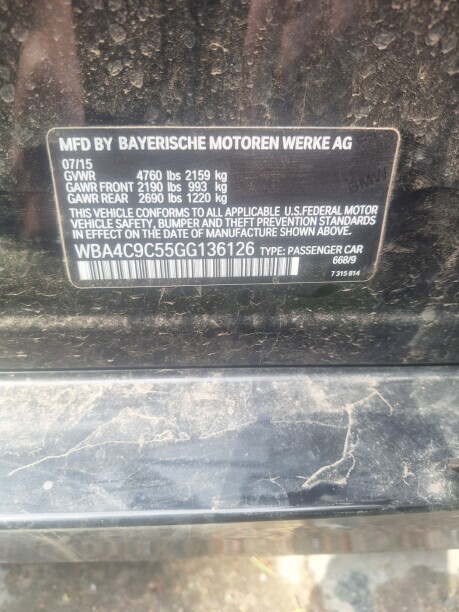 MFD BY BAYERISCHE MOTOREN WERKE AG
07/15
GVWR 4760 lbs 2159 kg
GAWR FRONT 2190 lbs 993 kg
GAWR REAR 2690 lbs 1220 kg
THIS VEHICLE CONFORMS TO ALL APPLICABLE U.S.FEDERAL MOTOR
VEHICLE SAFETY, BUMPER AND THEFT PREVENTION STANDARDS
IN EFFECT ON THE DATE OF MANUFACTURE SHOWN ABOVE.
WBA4C9C55GG136126 TYPE: PASSENGER CAR
668/9
7 315 814